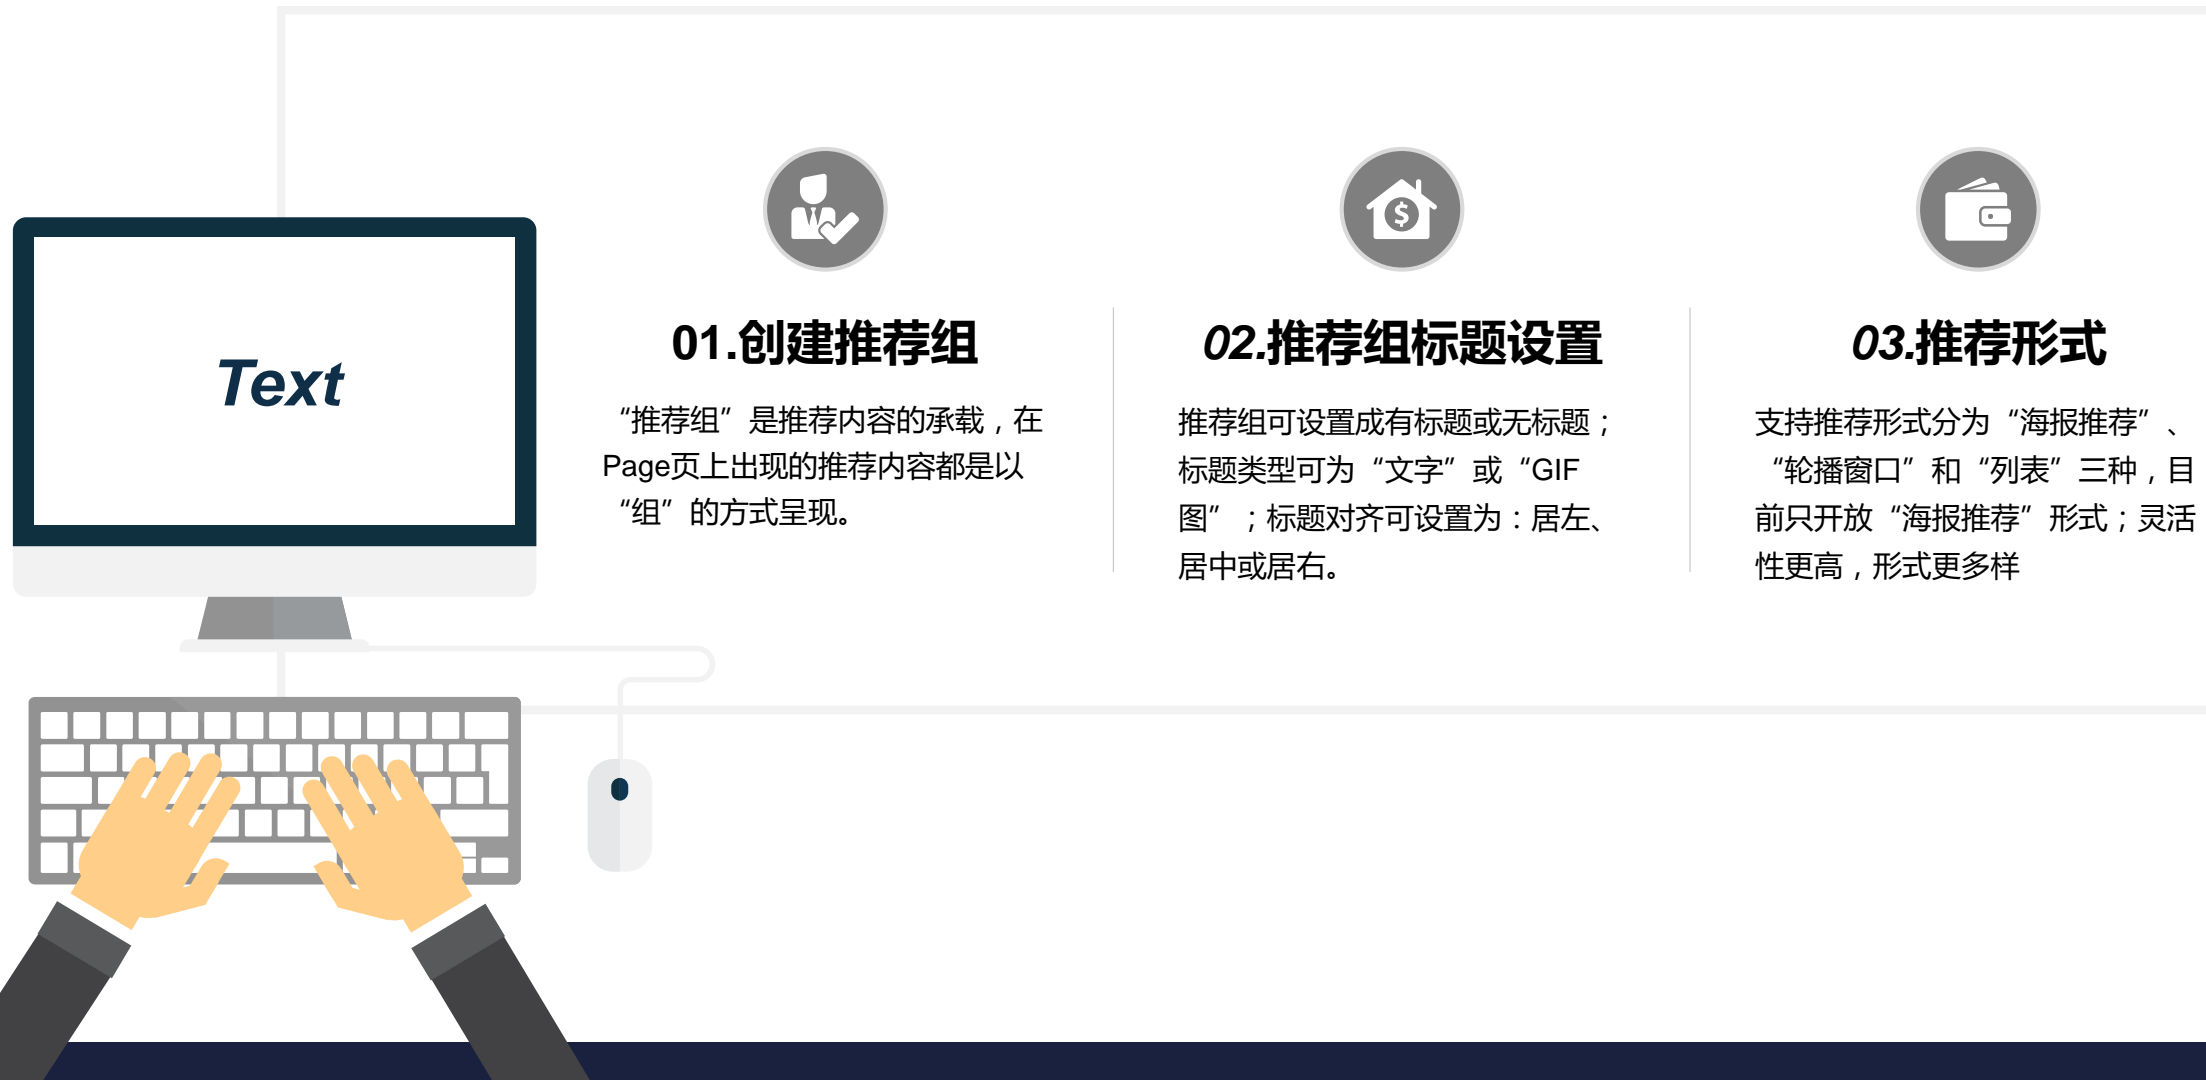 Text
01.创建推荐组
“推荐组”是推荐内容的承载，在
Page页上出现的推荐内容都是以
“组”的方式呈现。
02.推荐组标题设置
推荐组可设置成有标题或无标题；
标题类型可为“文字”或“GIF
图”；标题对齐可设置为：居左、
居中或居右。
03.推荐形式
支持推荐形式分为“海报推荐”、
“轮播窗口”和“列表”三种，目
前只开放“海报推荐”形式；灵活
性更高，形式更多样